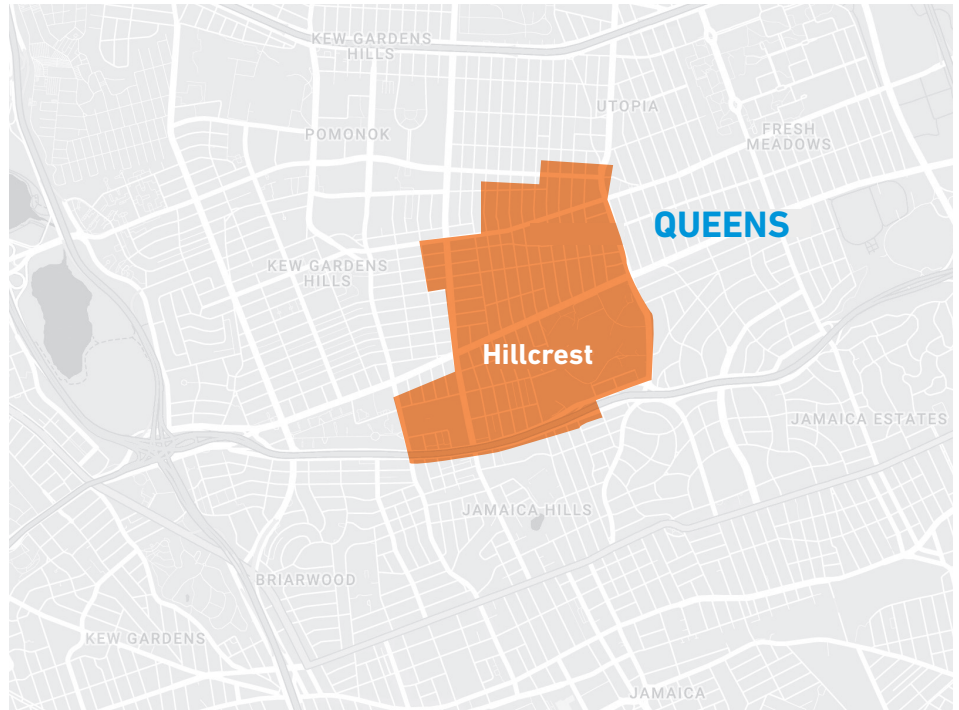 KEW GARDENS
HILLS
UTOPIA
POMONOK
FRESH
MEADOWS
QUEENS
KEW GARDENS
HILLS
Hillcrest
JAMAICA ESTATES
JAMAICA HILLS
BRIARWOOD
KEW GARDENS
JAMAICA